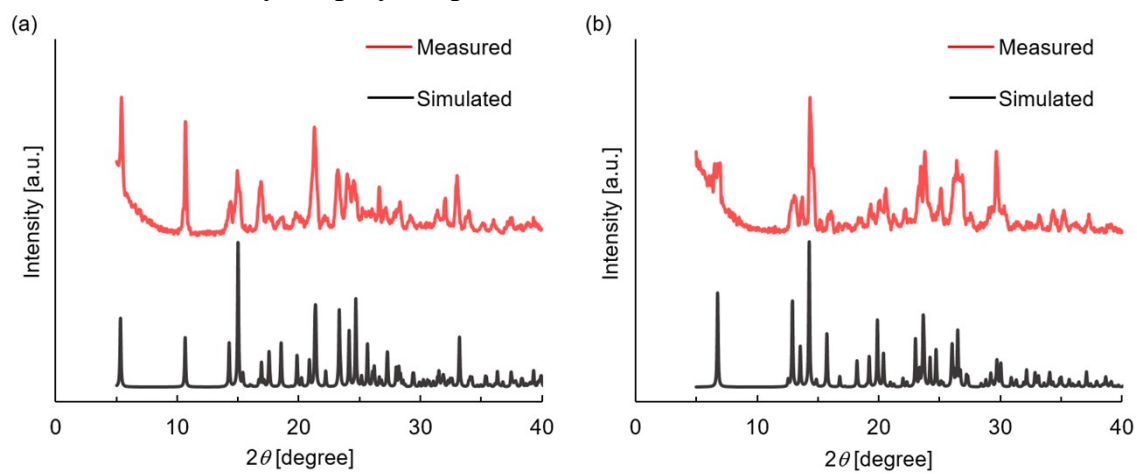 (a)
Measured
Simulated
Intensity [a.u.]
0 10 20 30 40
2θ [degree]
(b)
Measured
Simulated
Intensity [a.u.]
0 10 20 30 40
2θ [degree]